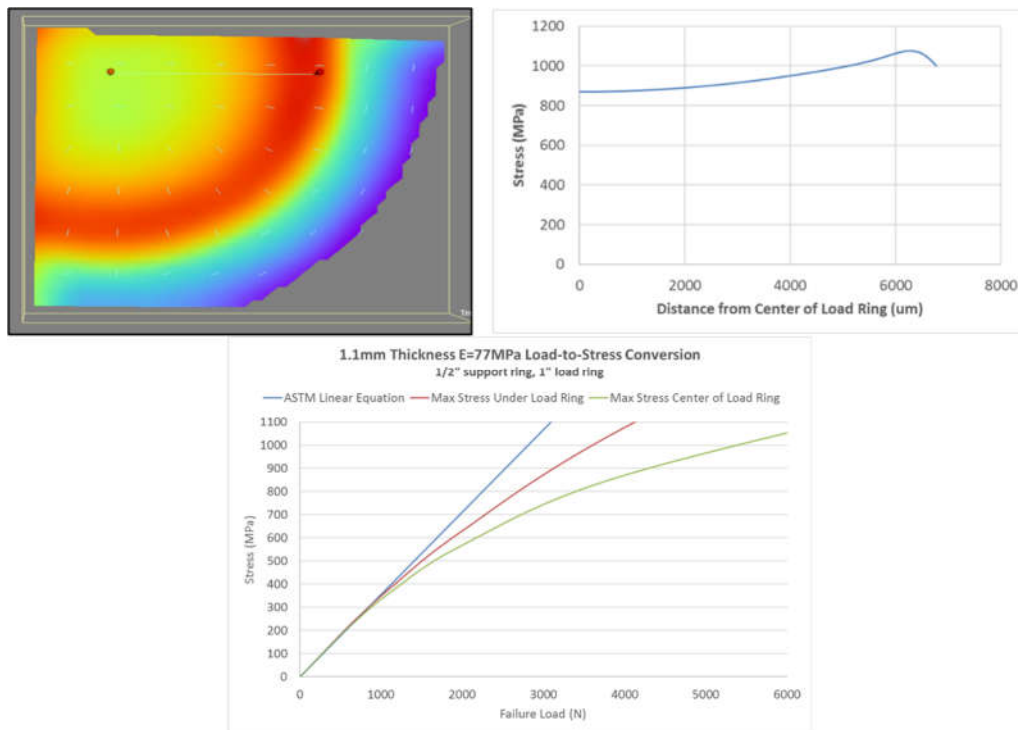 1200
1000
800
600
400
200
0
Stress (MPa)
0 2000 4000 6000 8000
Distance from Center of Load Ring (um)
1.1mm Thickness E=77MPa Load-to-Stress Conversion
1/2" support ring, 1" load ring
ASTM Linear Equation Max Stress Under Load Ring Max Stress Center of Load Ring
1100
1000
900
800
700
600
500
400
300
200
100
0
Stress (MPa)
0 1000 2000 3000 4000 5000 6000
Failure Load (N)